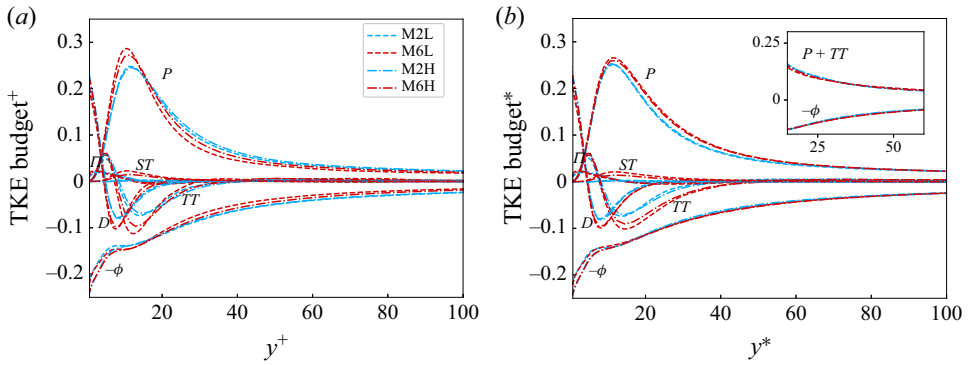 (a)
0.3
0.2
0.1
0
–0.1
–0.2
TKE budget+
20
40
60
80
100
y+
P
Π
ST
D
TT
–ϕ
M2L
M6L
M2H
M6H
(b)
0.3
0.2
0.1
0
–0.1
–0.2
TKE budget*
20
40
60
80
100
y*
P
Π
ST
D
TT
–ϕ
0.25
0
25
50
P + TT
–ϕ